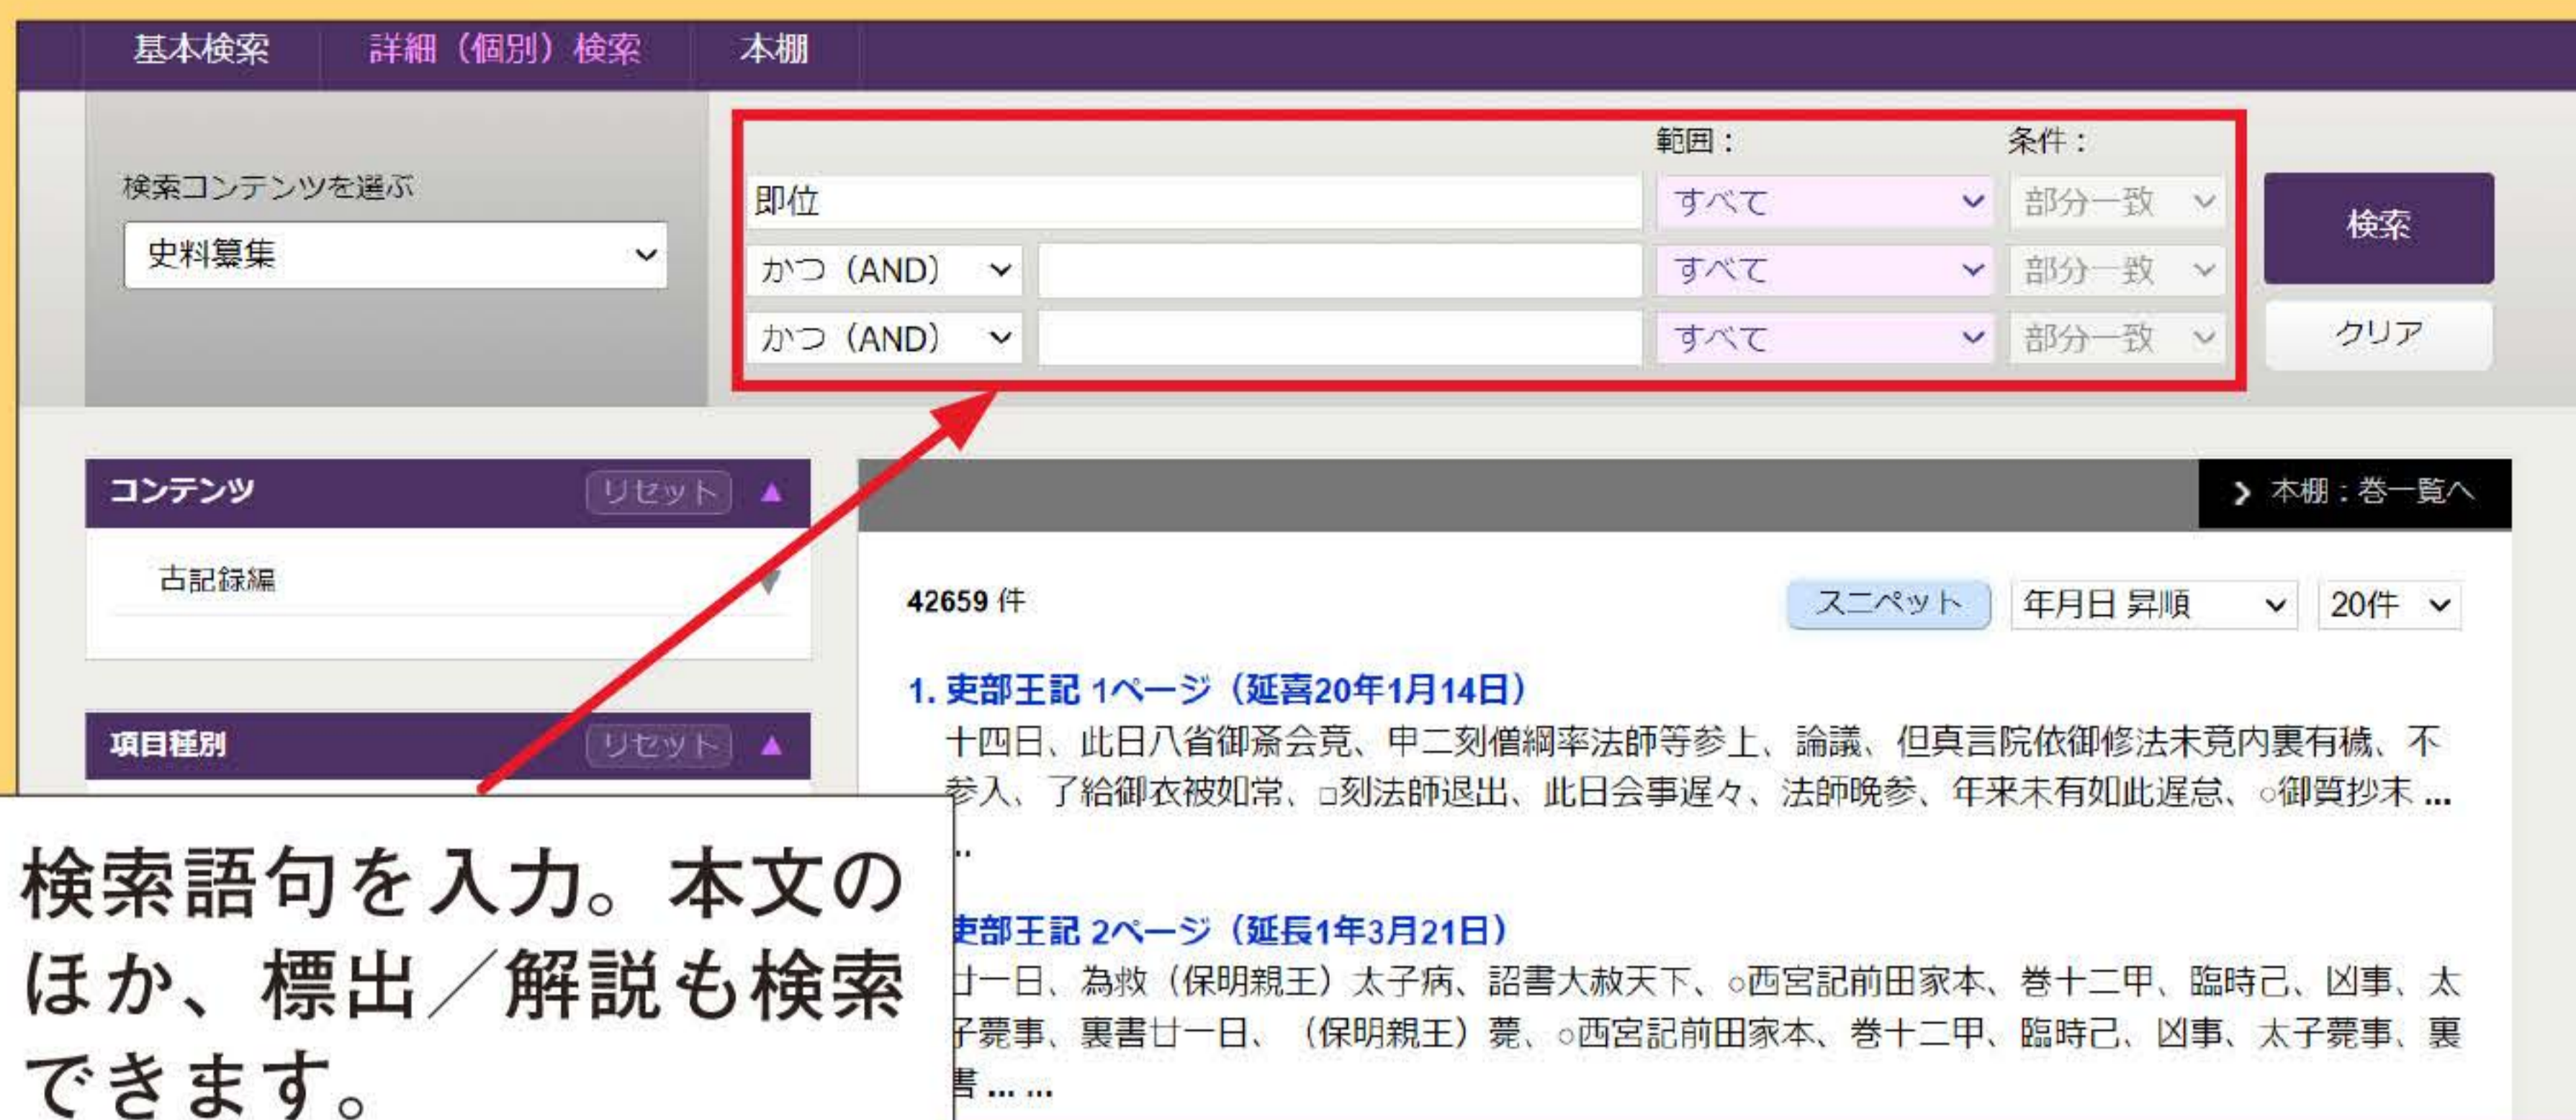 基本検索 詳細（個別）検索 本棚
検索コンテンツを選ぶ
史料纂集
範囲： 条件：
即位 すべて 部分一致
かつ（AND） すべて 部分一致
かつ（AND） すべて 部分一致
検索
クリア
コンテンツ リセット ▲
古記録編
項目種別 リセット ▲
検索語句を入力。本文の
ほか、標出／解説も検索
できます。
本棚：巻一覧へ
42659 件 スニペット 年月日 昇順 20件
1. 吏部王記 1ページ（延喜20年1月14日）
十四日、此日八省御斎会竟、申二刻僧綱率法師等参上、論議、但真言院依御修法未竟内裏有穢、不
参入、了給御衣被如常、□刻法師退出、此日会事遅々、法師晩参、年来未有如此遅怠、○御質抄末 ...
..
吏部王記 2ページ（延長1年3月21日）
廿一日、為救（保明親王）太子病、詔書大赦天下、○西宮記前田家本、巻十二甲、臨時己、凶事、太
子薨事、裏書廿一日、（保明親王）薨、○西宮記前田家本、巻十二甲、臨時己、凶事、太子薨事、裏
書 ... ...